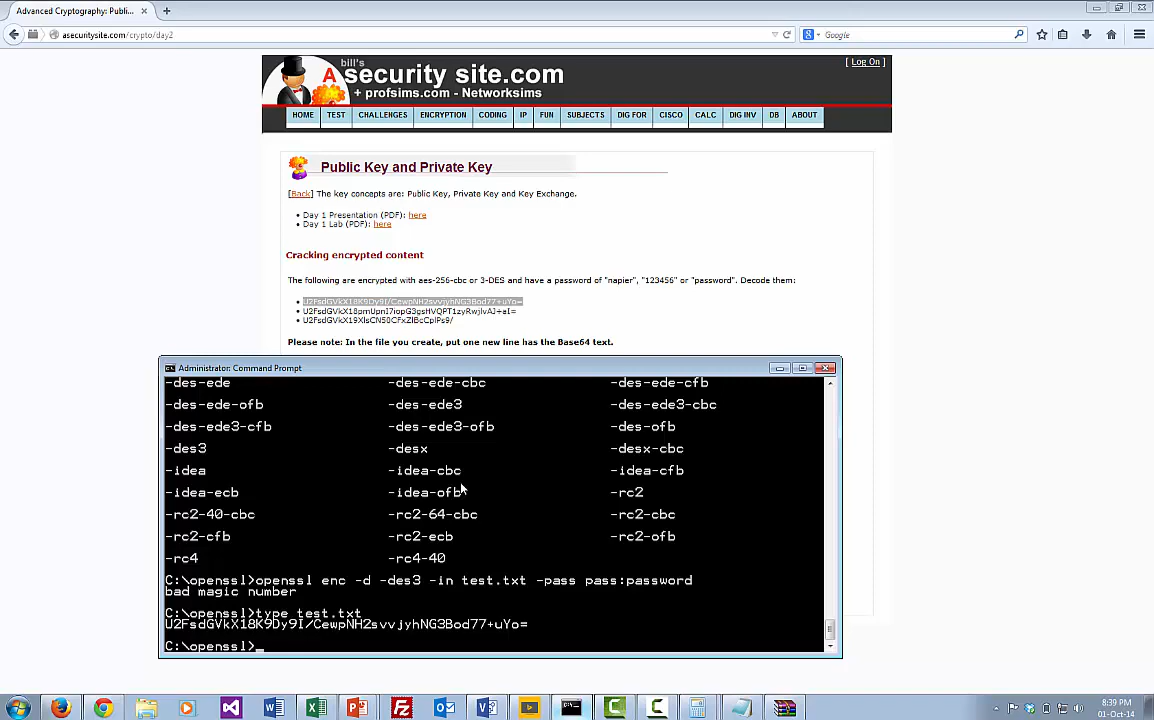 Advanced Cryptography: Publi...
asecuritysite.com/crypto/day2
Google
[ Log On ]
bill's
A security site.com
+ profsims.com - Networksims
HOME TEST CHALLENGES ENCRYPTION CODING IP FUN SUBJECTS DIG FOR CISCO CALC DIG INV DB ABOUT
Public Key and Private Key
[Back] The key concepts are: Public Key, Private Key and Key Exchange.
• Day 1 Presentation (PDF): here
• Day 1 Lab (PDF): here
Cracking encrypted content
The following are encrypted with aes-256-cbc or 3-DES and have a password of "napier", "123456" or "password". Decode them:
• U2FsdGVkX18K9Dy9I/CewpNH2svvjyhNG3Bod77+uYo=
• U2FsdGVkX18pmUpnI7iopG3gsHVQPT1zyRwjlvAJ+aI=
• U2FsdGVkX19XlsCN50CFxZlBcCplPs9/
Please note: In the file you create, put one new line has the Base64 text.
Administrator: Command Prompt
-des-ede -des-ede-cbc -des-ede-cfb
-des-ede-ofb -des-ede3 -des-ede3-cbc
-des-ede3-cfb -des-ede3-ofb -des-ofb
-des3 -desx -desx-cbc
-idea -idea-cbc -idea-cfb
-idea-ecb -idea-ofb -rc2
-rc2-40-cbc -rc2-64-cbc -rc2-cbc
-rc2-cfb -rc2-ecb -rc2-ofb
-rc4 -rc4-40
C:\openssl>openssl enc -d -des3 -in test.txt -pass pass:password
bad magic number
C:\openssl>type test.txt
U2FsdGVkX18K9Dy9I/CewpNH2svvjyhNG3Bod77+uYo=
C:\openssl>_
8:39 PM
01-Oct-14